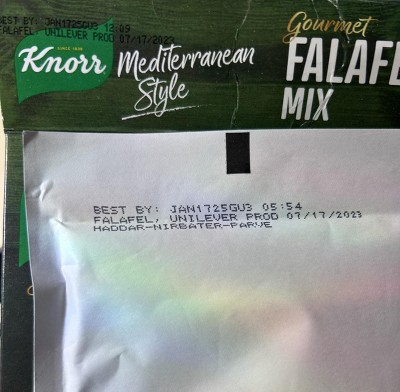 BEST BY: JAN1725GU3 12 09
FALAFEL, UNILEVER PROD 07/17/2023
SINCE 1838
Knorr
Mediterranean
Style
Gourmet
FALAFE
MIX
BEST BY: JAN1725GU3 05:54
FALAFEL, UNILEVER PROD 07/17/2023
HADDAR-NIRBATER-PARVE